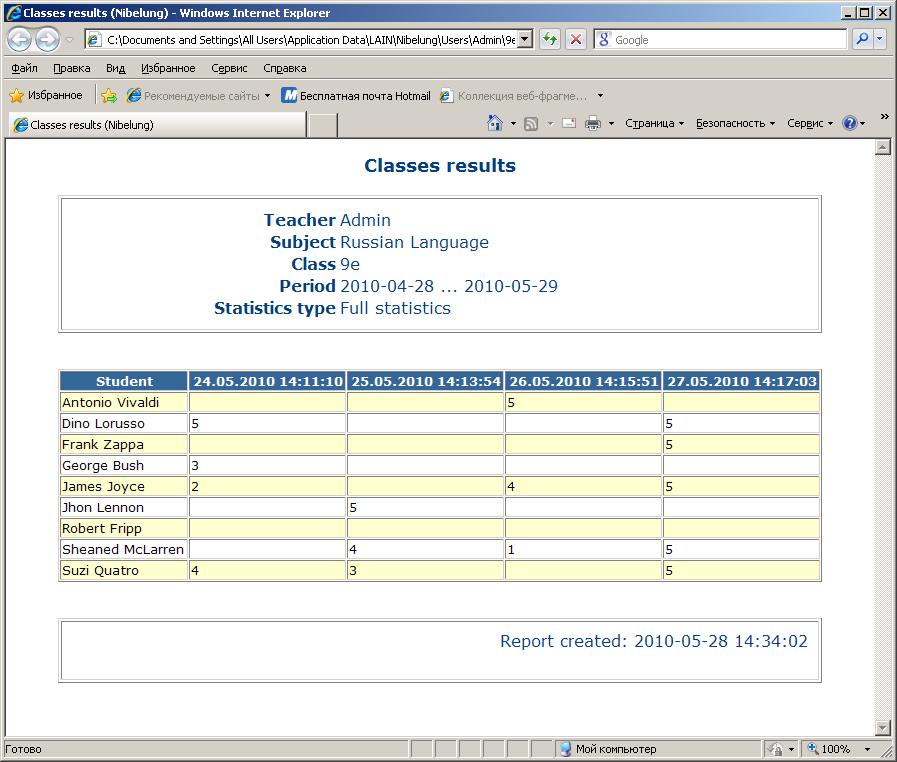 Classes results (Nibelung) - Windows Internet Explorer
C:\Documents and Settings\All Users\Application Data\LAIN\Nibelung\Users\Admin\9e Google
Файл Правка Вид Избранное Сервис Справка
Избранное Рекомендуемые сайты Бесплатная почта Hotmail Коллекция веб-фрагме...
Classes results (Nibelung) Страница Безопасность Сервис
Classes results
Teacher Admin
Subject Russian Language
Class 9e
Period 2010-04-28 ... 2010-05-29
Statistics type Full statistics
Student 24.05.2010 14:11:10 25.05.2010 14:13:54 26.05.2010 14:15:51 27.05.2010 14:17:03
Antonio Vivaldi 5
Dino Lorusso 5 5
Frank Zappa 5
George Bush 3
James Joyce 2 4 5
Jhon Lennon 5
Robert Fripp
Sheaned McLarren 4 1 5
Suzi Quatro 4 3 5
Report created: 2010-05-28 14:34:02
Готово Мой компьютер 100%